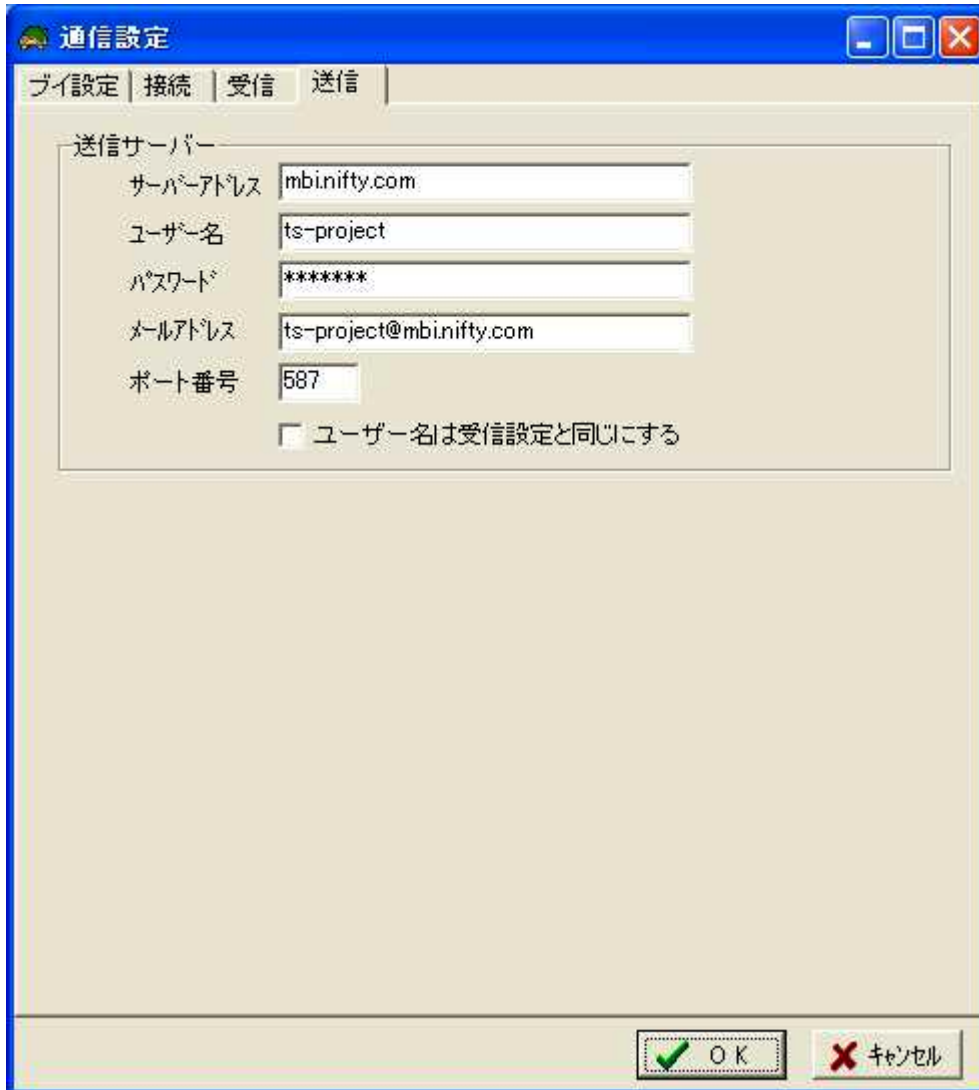 通信設定
ブイ設定 接続 受信 送信
送信サーバー
ｻｰﾊﾞｰｱﾄﾞﾚｽ mbi.nifty.com
ﾕｰｻﾞｰ名 ts-project
ﾊﾟｽﾜｰﾄﾞ *******
ﾒｰﾙｱﾄﾞﾚｽ ts-project@mbi.nifty.com
ポート番号 587
ユーザー名は受信設定と同じにする
ＯＫ ｷｬﾝｾﾙ